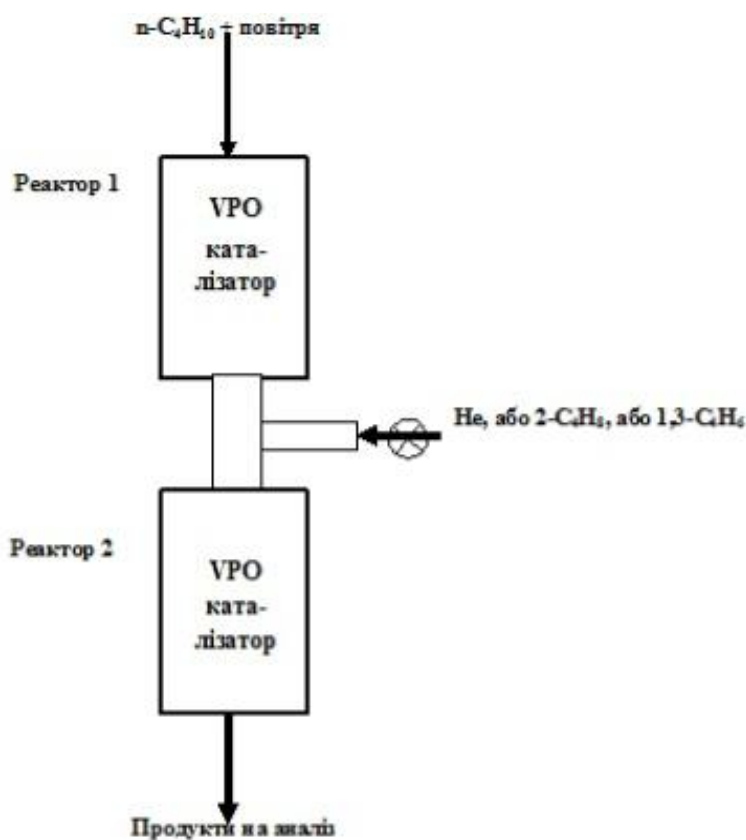 n-C₄H₁₀ + повітря
Реактор 1
VPO
ката-
лізатор
Не, або 2-C₄H₈, або 1,3-C₄H₆
Реактор 2
VPO
ката-
лізатор
Продукти на аналіз